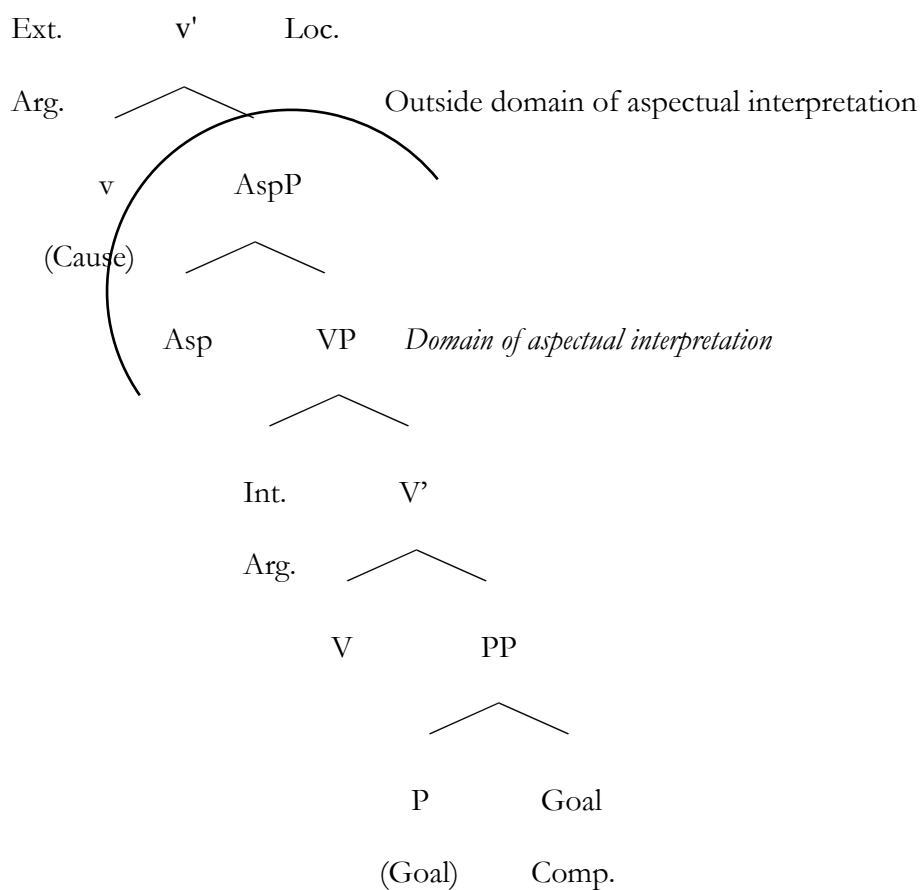 Ext. v' Loc.
Arg. Outside domain of aspectual interpretation
v AspP
(Cause)
Asp VP Domain of aspectual interpretation
Int. V’
Arg.
V PP
P Goal
(Goal) Comp.